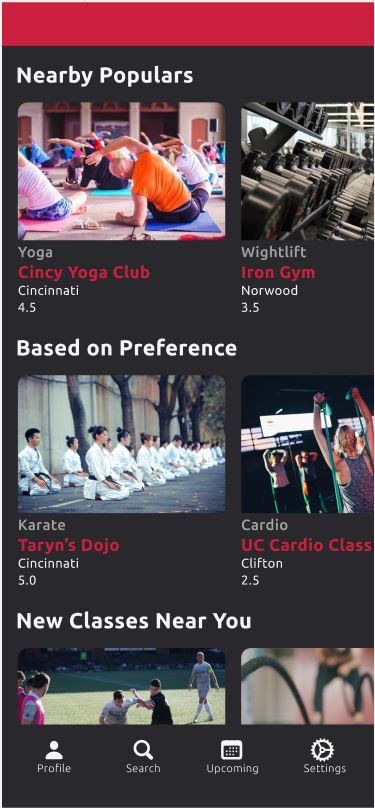 Nearby Populars
Yoga
Cincy Yoga Club
Cincinnati
4.5
Wightlift
Iron Gym
Norwood
3.5
Based on Preference
Karate
Taryn's Dojo
Cincinnati
5.0
Cardio
UC Cardio Class
Clifton
2.5
New Classes Near You
Profile
Search
Upcoming
Settings